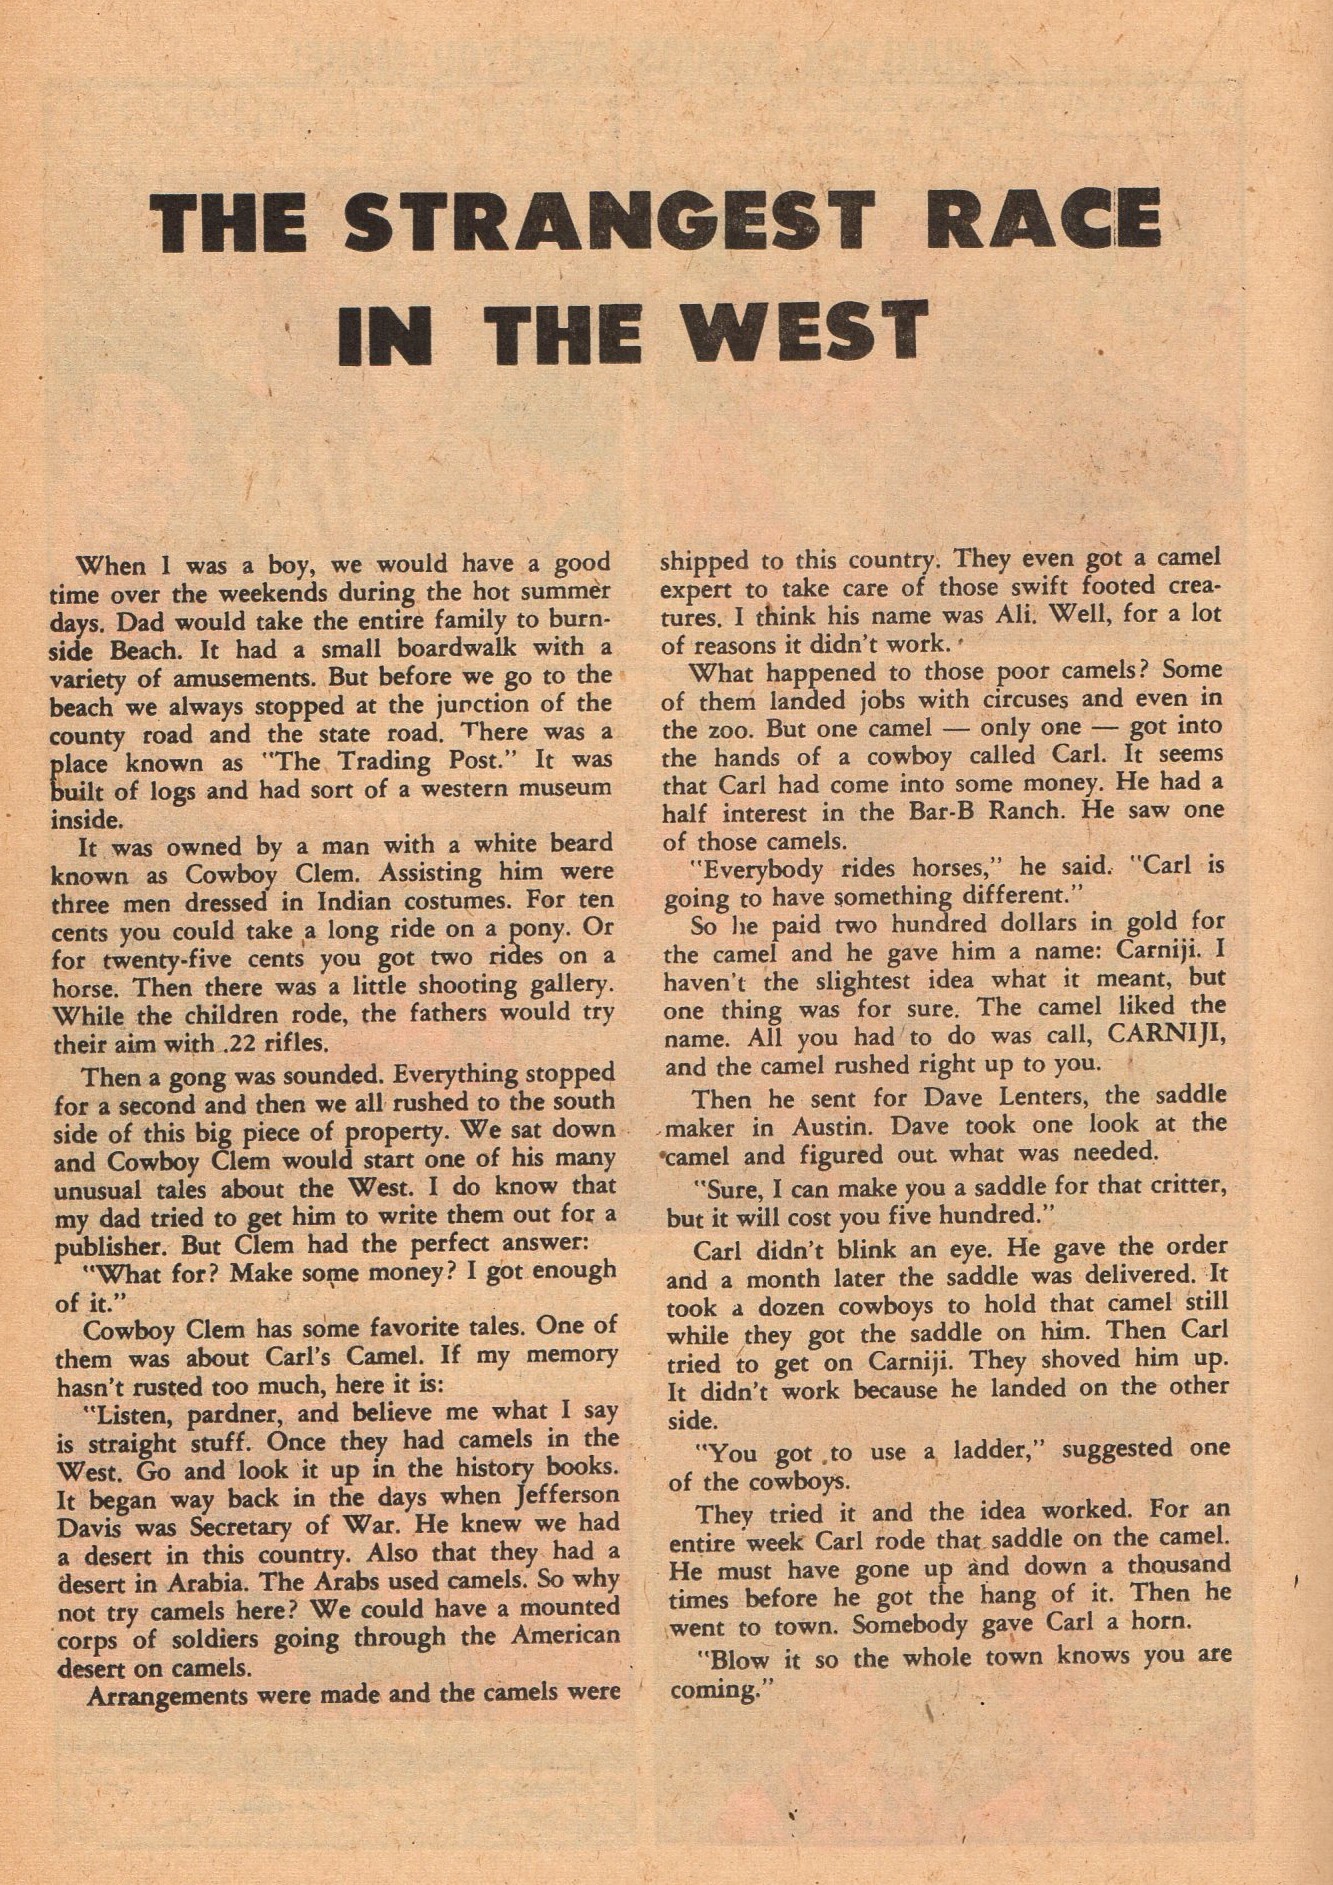 THE STRANGEST RACE
IN THE WEST
When I was a boy, we would have a good
time over the weekends during the hot summer
days. Dad would take the entire family to burn-
side Beach. It had a small boardwalk with a
variety of amusements. But before we go to the
beach we always stopped at the junction of the
county road and the state road. There was a
place known as "The Trading Post." It was
built of logs and had sort of a western museum
inside.
It was owned by a man with a white beard
known as Cowboy Clem. Assisting him were
three men dressed in Indian costumes. For ten
cents you could take a long ride on a pony. Or
for twenty-five cents you got two rides on a
horse. Then there was a little shooting gallery.
While the children rode, the fathers would try
their aim with .22 rifles.
Then a gong was sounded. Everything stopped
for a second and then we all rushed to the south
side of this big piece of property. We sat down
and Cowboy Clem would start one of his many
unusual tales about the West. I do know that
my dad tried to get him to write them out for a
publisher. But Clem had the perfect answer:
"What for? Make some money? I got enough
of it."
Cowboy Clem has some favorite tales. One of
them was about Carl's Camel. If my memory
hasn't rusted too much, here it is:
"Listen, pardner, and believe me what I say
is straight stuff. Once they had camels in the
West. Go and look it up in the history books.
It began way back in the days when Jefferson
Davis was Secretary of War. He knew we had
a desert in this country. Also that they had a
desert in Arabia. The Arabs used camels. So why
not try camels here? We could have a mounted
corps of soldiers going through the American
desert on camels.
Arrangements were made and the camels were
shipped to this country. They even got a camel
expert to take care of those swift footed crea-
tures. I think his name was Ali. Well, for a lot
of reasons it didn't work.
What happened to those poor camels? Some
of them landed jobs with circuses and even in
the zoo. But one camel — only one — got into
the hands of a cowboy called Carl. It seems
that Carl had come into some money. He had a
half interest in the Bar-B Ranch. He saw one
of those camels.
"Everybody rides horses," he said. "Carl is
going to have something different."
So he paid two hundred dollars in gold for
the camel and he gave him a name: Carniji. I
haven't the slightest idea what it meant, but
one thing was for sure. The camel liked the
name. All you had to do was call, CARNIJI,
and the camel rushed right up to you.
Then he sent for Dave Lenters, the saddle
maker in Austin. Dave took one look at the
camel and figured out what was needed.
"Sure, I can make you a saddle for that critter,
but it will cost you five hundred."
Carl didn't blink an eye. He gave the order
and a month later the saddle was delivered. It
took a dozen cowboys to hold that camel still
while they got the saddle on him. Then Carl
tried to get on Carniji. They shoved him up.
It didn't work because he landed on the other
side.
"You got to use a ladder," suggested one
of the cowboys.
They tried it and the idea worked. For an
entire week Carl rode that saddle on the camel.
He must have gone up and down a thousand
times before he got the hang of it. Then he
went to town. Somebody gave Carl a horn.
"Blow it so the whole town knows you are
coming."